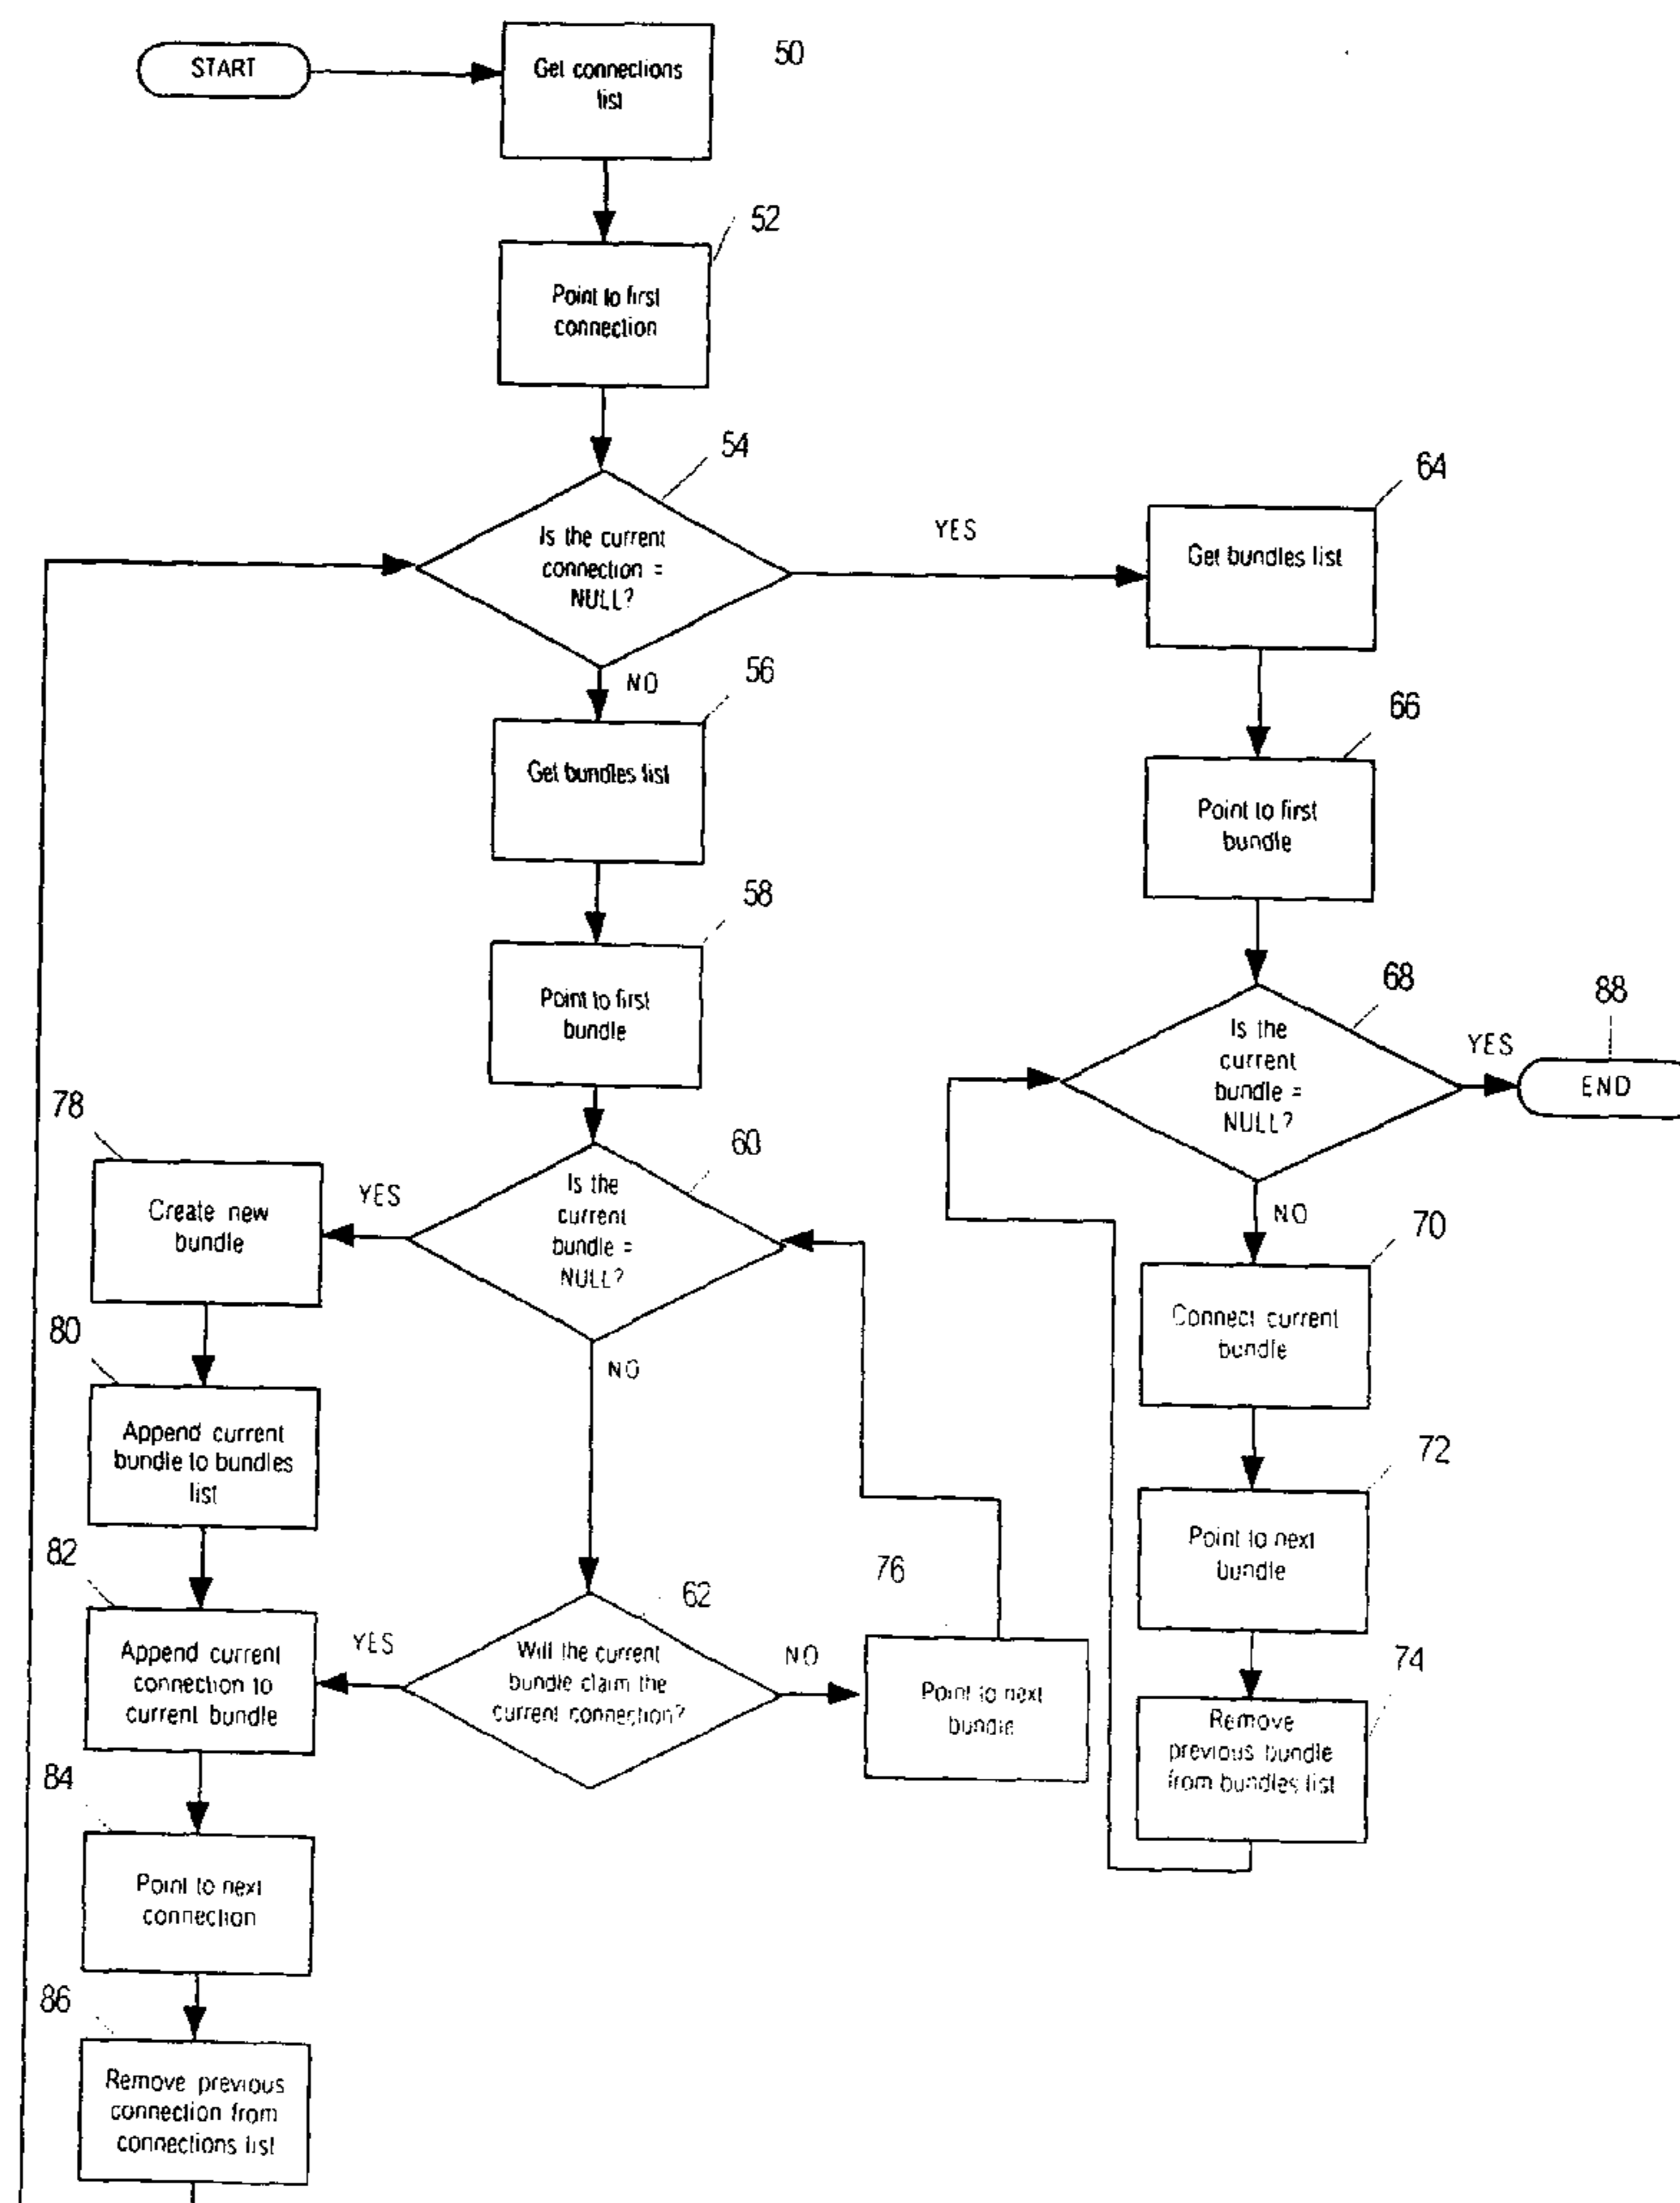 START
Get connections
list
50
Point to first
connection
52
Is the current
connection =
NULL?
54
YES
NO
Get bundles list
64
Get bundles list
56
Point to first
bundle
66
Point to first
bundle
58
Is the
current
bundle =
NULL?
68
YES
END
88
NO
Is the
current
bundle =
NULL?
60
YES
NO
Create new
bundle
78
Connect current
bundle
70
Append current
bundle to bundles
list
80
Point to next
bundle
72
Will the current
bundle claim the
current connection?
62
YES
NO
Append current
connection to
current bundle
82
Point to next
bundle
76
Remove
previous bundle
from bundles list
74
Point to next
connection
84
Remove previous
connection from
connections list
86